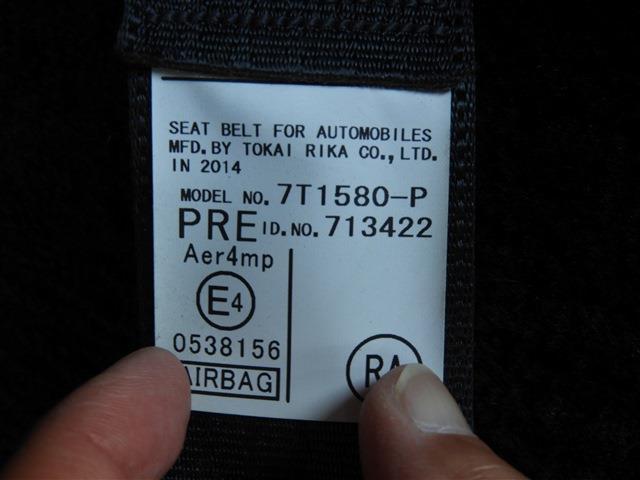 SEAT BELT FOR AUTOMOBILES
MFD. BY TOKAI RIKA CO., LTD.
IN 2014
MODEL NO. 7T1580-P
PRE ID.NO. 713422
Aer4mp
E4
0538156
AIRBAG
RA